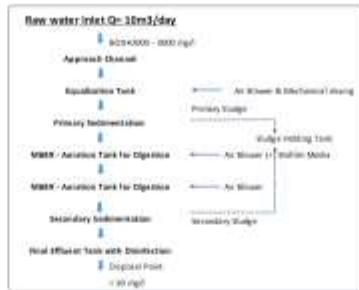 Raw water Inlet Q= 10m3/day
Approach Channel
Equalization Tank
Air Blower & Mechanical mixing
Primary Sludge
Primary Sedimentation
Sludge Holding Tank
MBBR - Aeration Tank for Digestion
Air Blower
MBBR - Aeration Tank for Digestion
Air Blower
Secondary Sedimentation
Secondary Sludge
Final Effluent Tank with Disinfection
Disposal Point
mg/l